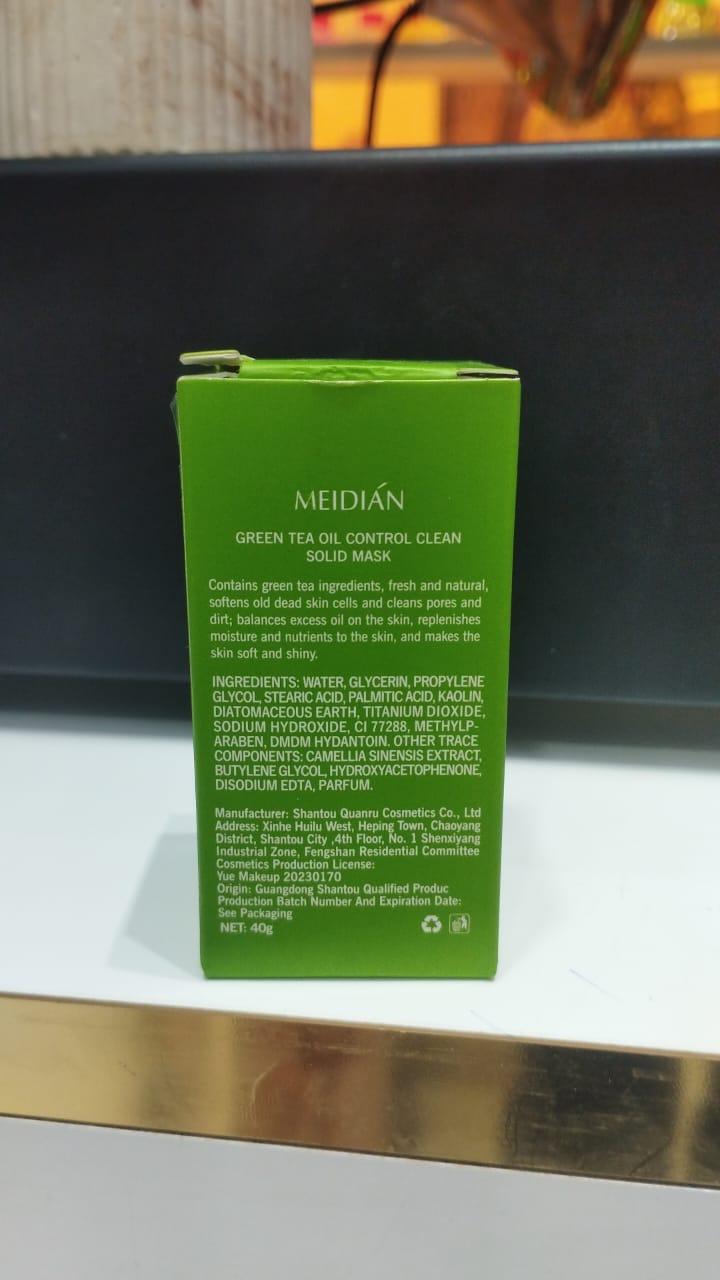 MEIDIÁN
GREEN TEA OIL CONTROL CLEAN
SOLID MASK
Contains green tea ingredients, fresh and natural,
softens old dead skin cells and cleans pores and
dirt; balances excess oil on the skin, replenishes
moisture and nutrients to the skin, and makes the
skin soft and shiny.
INGREDIENTS: WATER, GLYCERIN, PROPYLENE
GLYCOL, STEARIC ACID, PALMITIC ACID, KAOLIN,
DIATOMACEOUS EARTH, TITANIUM DIOXIDE,
SODIUM HYDROXIDE, CI 77288, METHYLP-
ARABEN, DMDM HYDANTOIN. OTHER TRACE
COMPONENTS: CAMELLIA SINENSIS EXTRACT,
BUTYLENE GLYCOL, HYDROXYACETOPHENONE,
DISODIUM EDTA, PARFUM.
Manufacturer: Shantou Quanru Cosmetics Co., Ltd
Address: Xinhe Huilu West, Heping Town, Chaoyang
District, Shantou City ,4th Floor, No. 1 Shenxiyang
Industrial Zone, Fengshan Residential Committee
Cosmetics Production License:
Yue Makeup 20230170
Origin: Guangdong Shantou Qualified Produc
Production Batch Number And Expiration Date:
See Packaging
NET: 40g